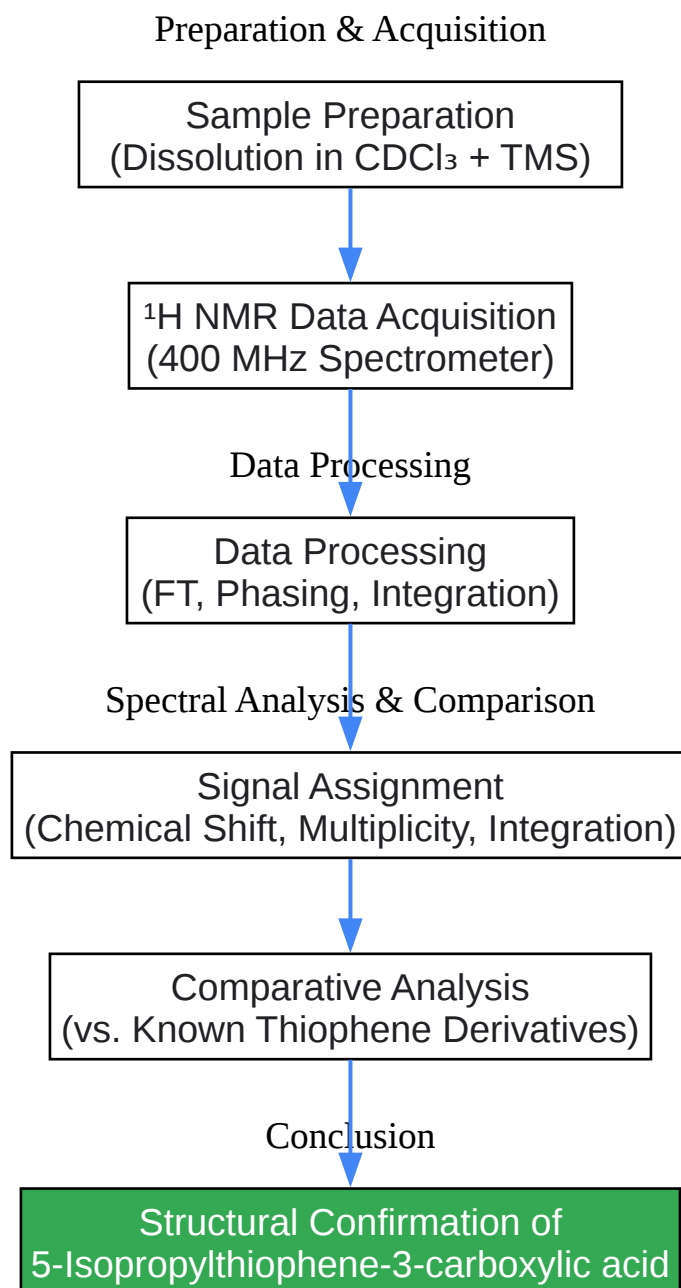 Preparation & Acquisition
Sample Preparation
(Dissolution in CDCl₃ + TMS)
¹H NMR Data Acquisition
(400 MHz Spectrometer)
Data Processing
Data Processing
(FT, Phasing, Integration)
Spectral Analysis & Comparison
Signal Assignment
(Chemical Shift, Multiplicity, Integration)
Comparative Analysis
(vs. Known Thiophene Derivatives)
Conclusion
Structural Confirmation of
5-Isopropylthiophene-3-carboxylic acid